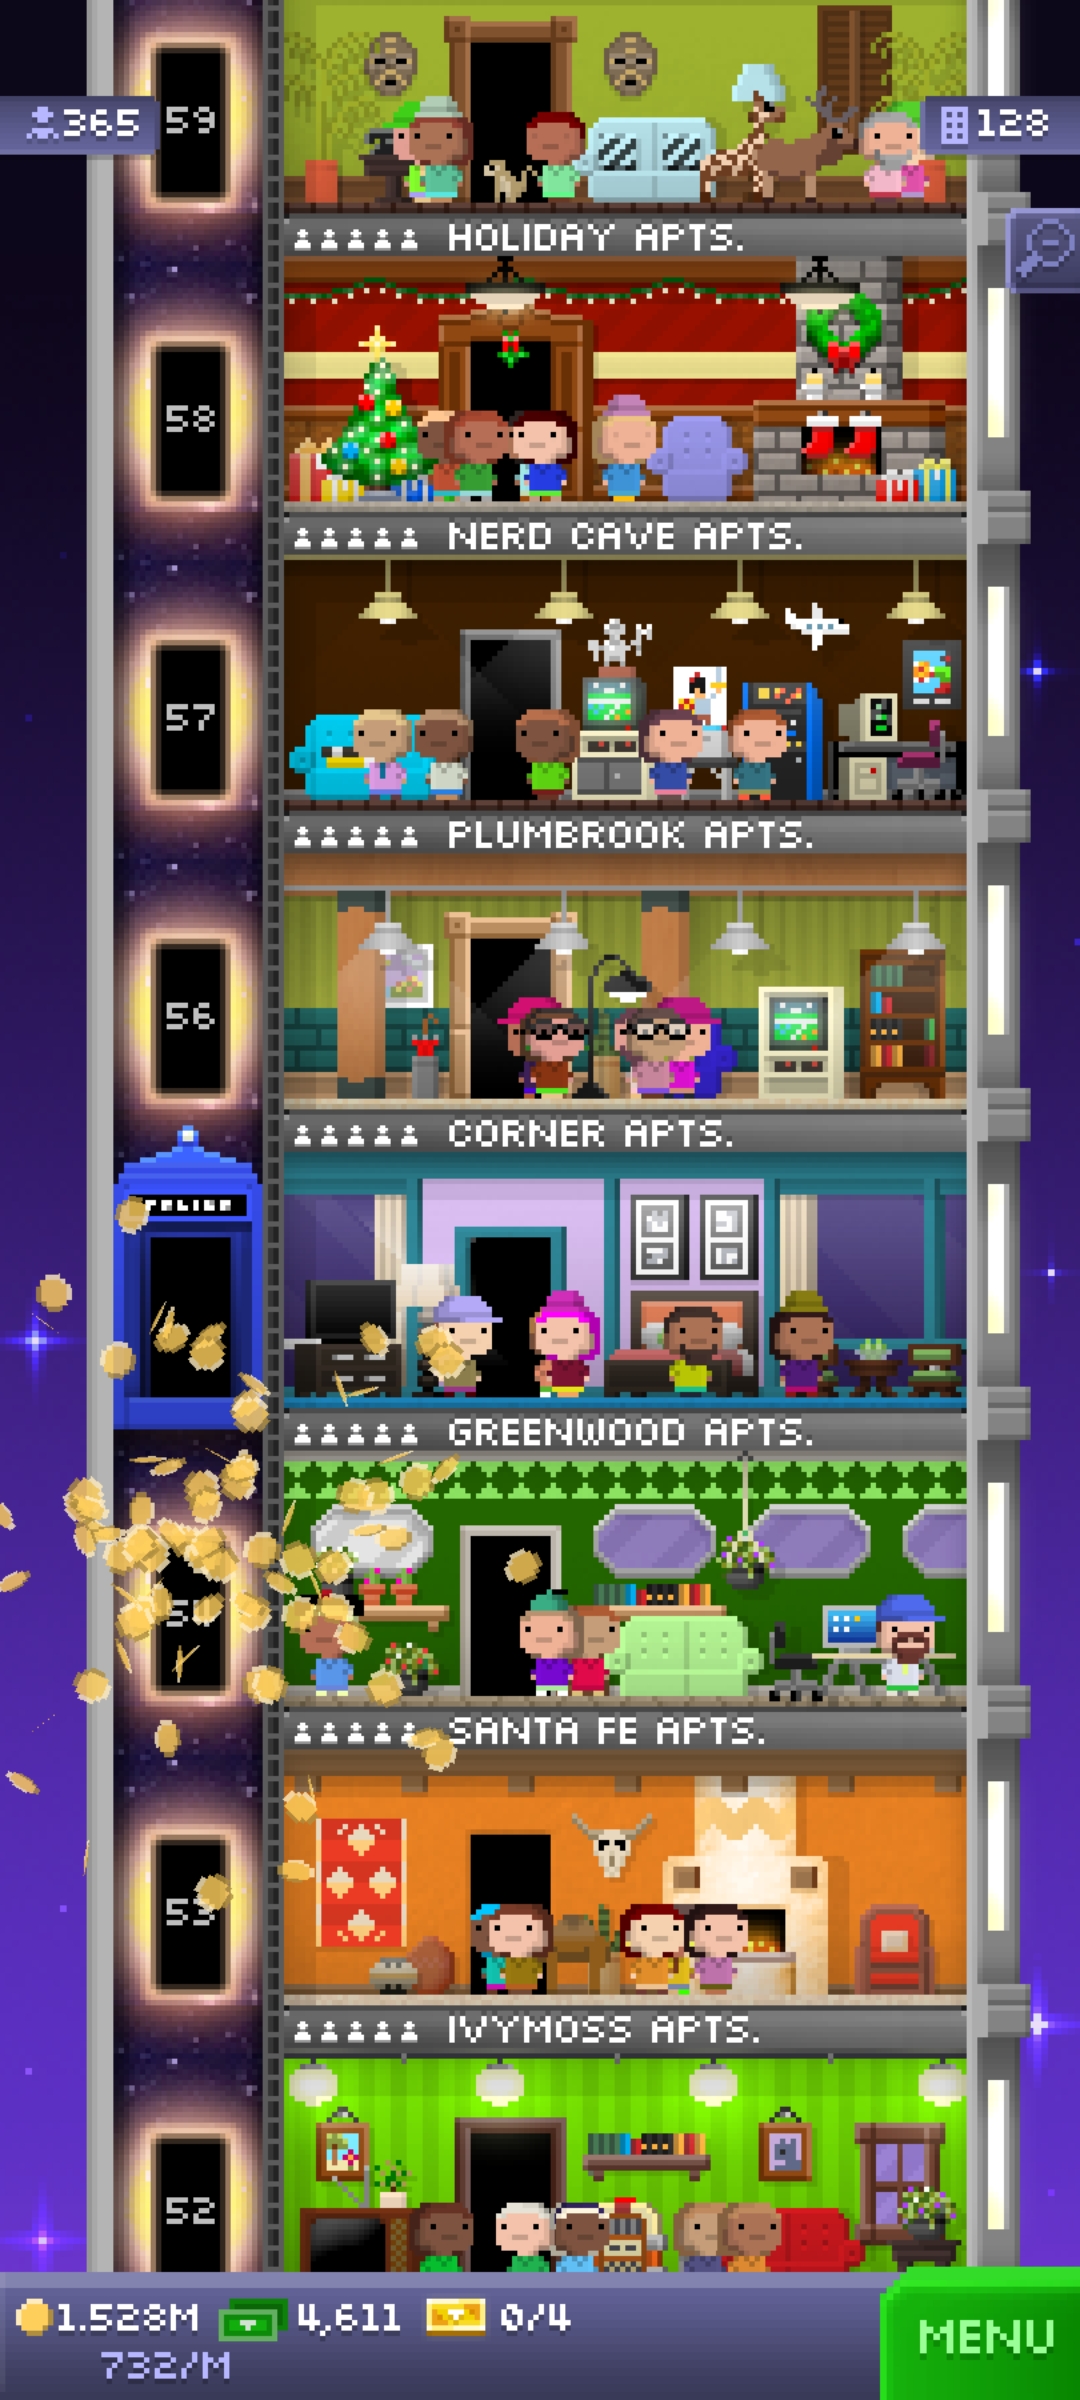 59
365
128
HOLIDAY APTS.
58
NERD CAVE APTS.
57
PLUMBROOK APTS.
56
CORNER APTS.
POLICE
GREENWOOD APTS.
SANTA FE APTS.
53
IVYMOSS APTS.
52
1.528M
4,611
0/4
732/M
MENU